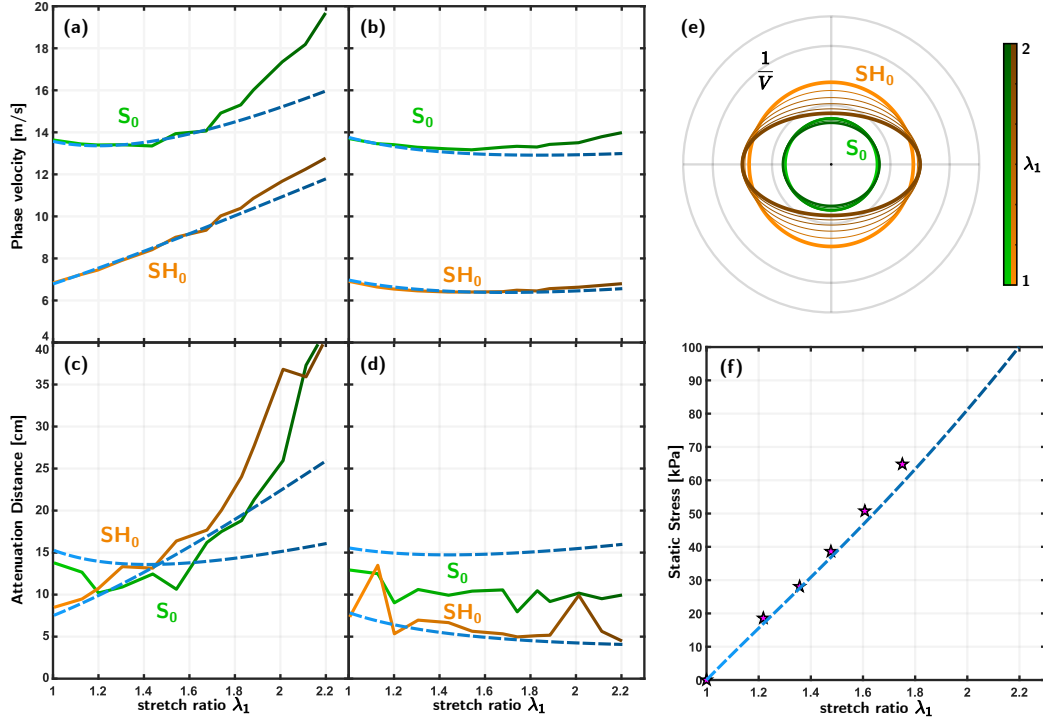 (a)
20
18
16
14
12
10
8
6
4
Phase velocity [m/s]
S0
SH0
(b)
S0
SH0
(c)
40
35
30
25
20
15
10
5
0
Attenuation Distance [cm]
SH0
S0
1 1.2 1.4 1.6 1.8 2 2.2
stretch ratio λ1
(d)
S0
SH0
1 1.2 1.4 1.6 1.8 2 2.2
stretch ratio λ1
(e)
1
V
SH0
S0
2
λ1
1
(f)
100
90
80
70
60
50
40
30
20
10
0
Static Stress [kPa]
1 1.2 1.4 1.6 1.8 2 2.2
stretch ratio λ1